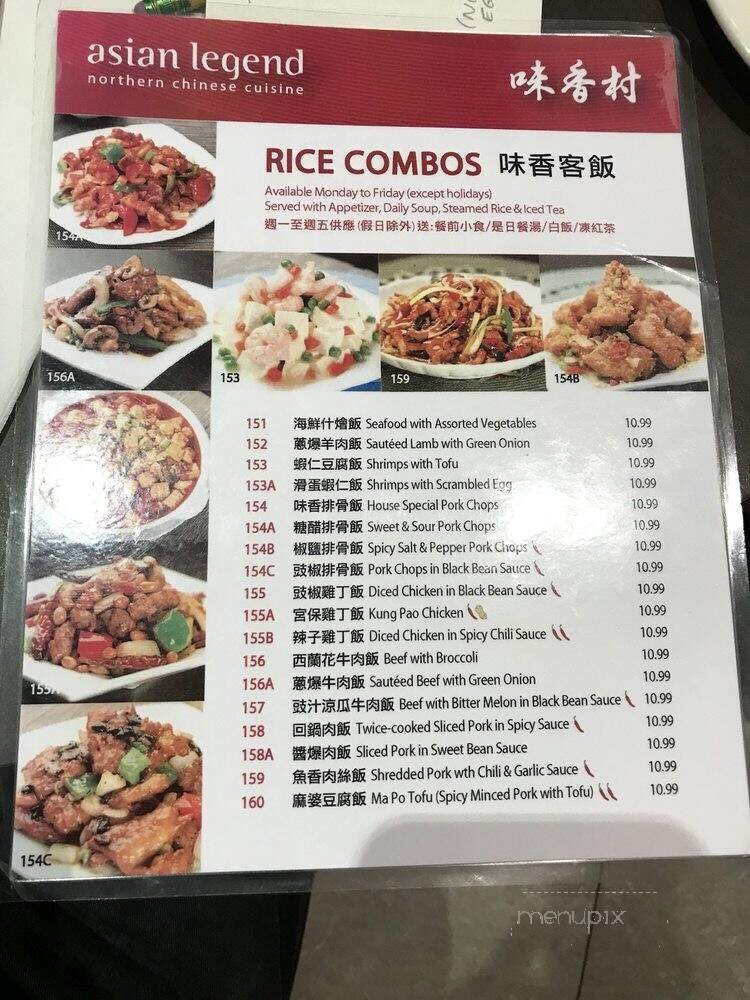 (NO
EG
asian legend
northern chinese cuisine
味香村
RICE COMBOS 味香客飯
Available Monday to Friday (except holidays)
Served with Appetizer, Daily Soup, Steamed Rice & Iced Tea
週一至週五供應(假日除外)送:餐前小食/是日餐湯/白飯/凍紅茶
154A
156A
153
159
154B
151 海鮮什燴飯 Seafood with Assorted Vegetables 10.99
152 蔥爆羊肉飯 Sautéed Lamb with Green Onion 10.99
153 蝦仁豆腐飯 Shrimps with Tofu 10.99
153A 滑蛋蝦仁飯 Shrimps with Scrambled Egg 10.99
154 味香排骨飯 House Special Pork Chops 10.99
154A 糖醋排骨飯 Sweet & Sour Pork Chops 10.99
154B 椒鹽排骨飯 Spicy Salt & Pepper Pork Chops 10.99
154C 豉椒排骨飯 Pork Chops in Black Bean Sauce 10.99
155 豉椒雞丁飯 Diced Chicken in Black Bean Sauce 10.99
155A 宮保雞丁飯 Kung Pao Chicken 10.99
155B 辣子雞丁飯 Diced Chicken in Spicy Chili Sauce 10.99
156 西蘭花牛肉飯 Beef with Broccoli 10.99
156A 蔥爆牛肉飯 Sautéed Beef with Green Onion 10.99
157 豉汁涼瓜牛肉飯 Beef with Bitter Melon in Black Bean Sauce 10.99
158 回鍋肉飯 Twice-cooked Sliced Pork in Spicy Sauce 10.99
158A 醬爆肉飯 Sliced Pork in Sweet Bean Sauce 10.99
159 魚香肉絲飯 Shredded Pork wth Chili & Garlic Sauce 10.99
160 麻婆豆腐飯 Ma Po Tofu (Spicy Minced Pork with Tofu) 10.99
155A
154C
menupix